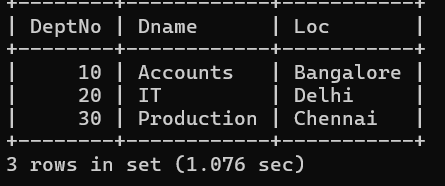 +--------+------------+-----------+
| DeptNo | Dname      | Loc       |
+--------+------------+-----------+
|     10 | Accounts   | Bangalore |
|     20 | IT         | Delhi     |
|     30 | Production | Chennai   |
+--------+------------+-----------+
3 rows in set (1.076 sec)